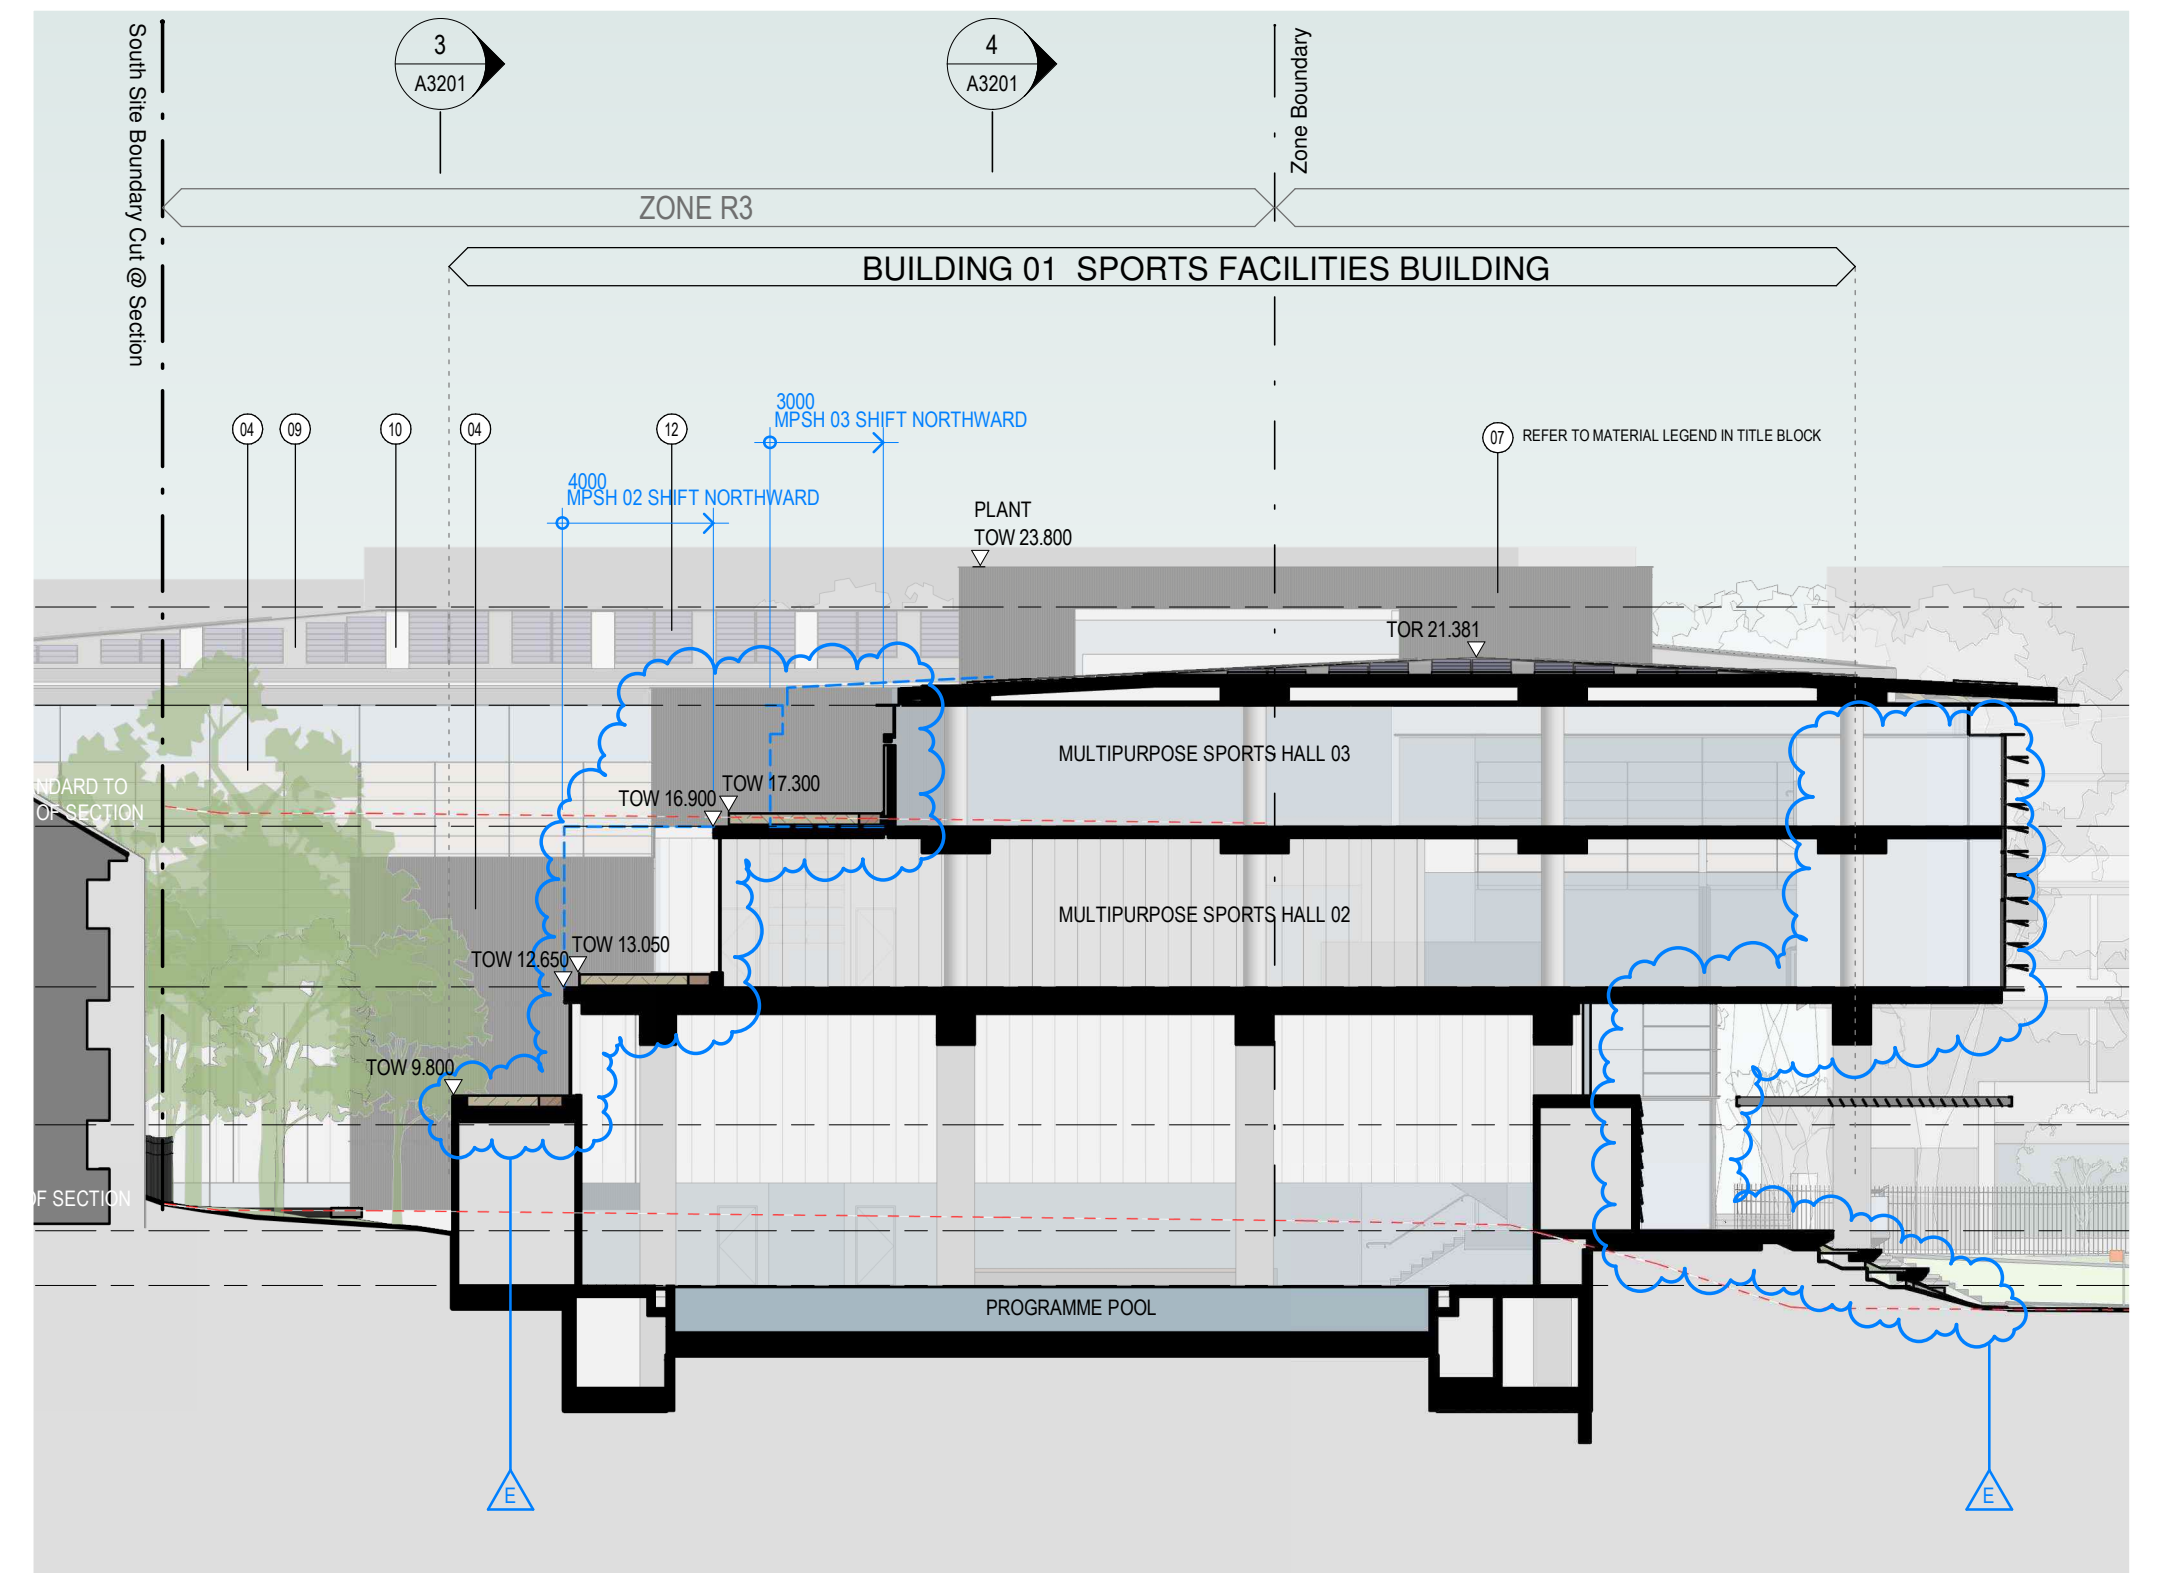 South Site Boundary Cut @ Section
3
A3201
4
A3201
Zone Boundary
ZONE R3
BUILDING 01 SPORTS FACILITIES BUILDING
3000
MPSH 03 SHIFT NORTHWARD
04
09
10
04
12
07
REFER TO MATERIAL LEGEND IN TITLE BLOCK
4000
MPSH 02 SHIFT NORTHWARD
PLANT
TOW 23.800
TOR 21.381
MULTIPURPOSE SPORTS HALL 03
TOW 17.300
TOW 16.900
NDARD TO
OF SECTION
MULTIPURPOSE SPORTS HALL 02
TOW 13.050
TOW 12.650
TOW 9.800
OF SECTION
PROGRAMME POOL
E
E